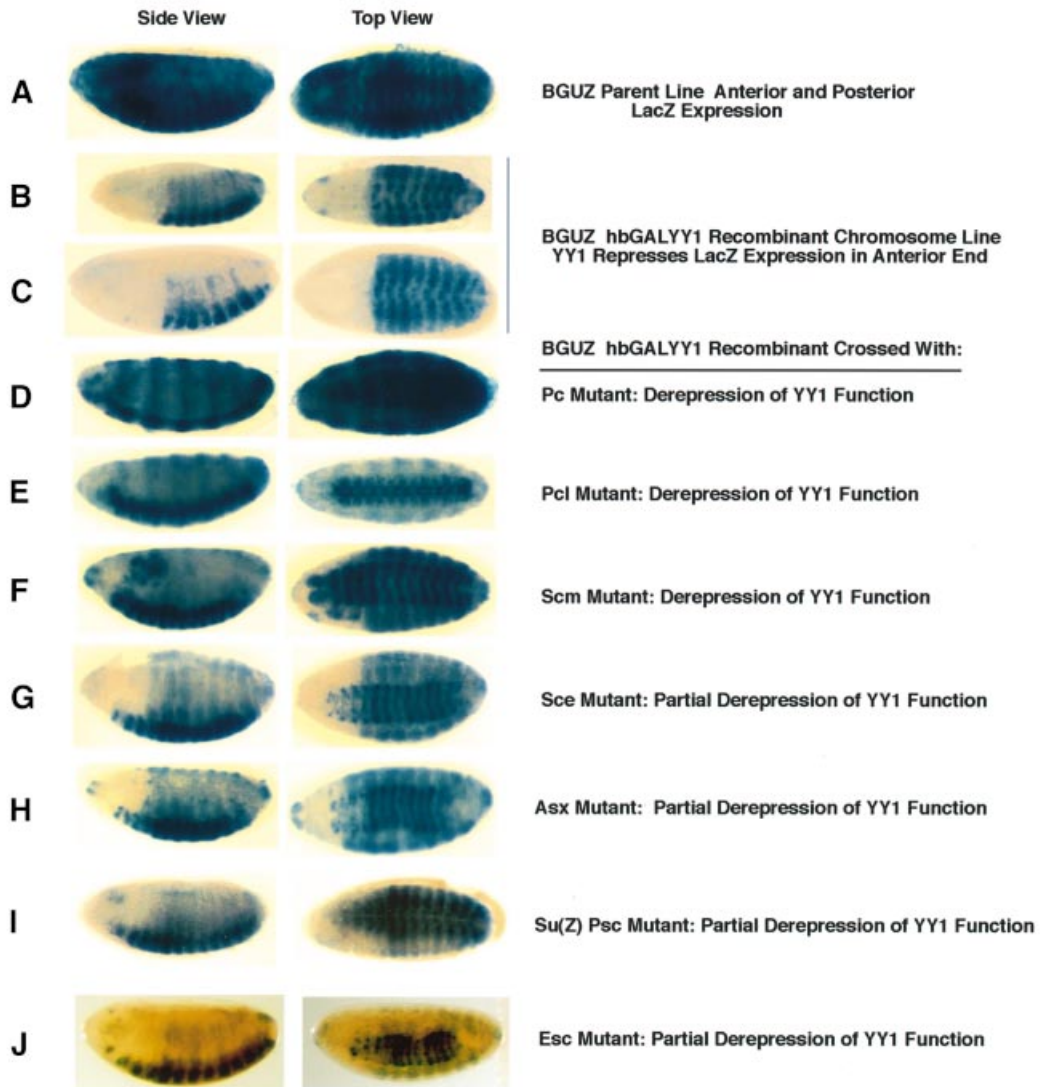 Side View Top View
A BGUZ Parent Line Anterior and Posterior
LacZ Expression
B
BGUZ hbGALYY1 Recombinant Chromosome Line
YY1 Represses LacZ Expression in Anterior End
C
BGUZ hbGALYY1 Recombinant Crossed With:
D Pc Mutant: Derepression of YY1 Function
E Pcl Mutant: Derepression of YY1 Function
F Scm Mutant: Derepression of YY1 Function
G Sce Mutant: Partial Derepression of YY1 Function
H Asx Mutant: Partial Derepression of YY1 Function
I Su(Z) Psc Mutant: Partial Derepression of YY1 Function
J Esc Mutant: Partial Derepression of YY1 Function